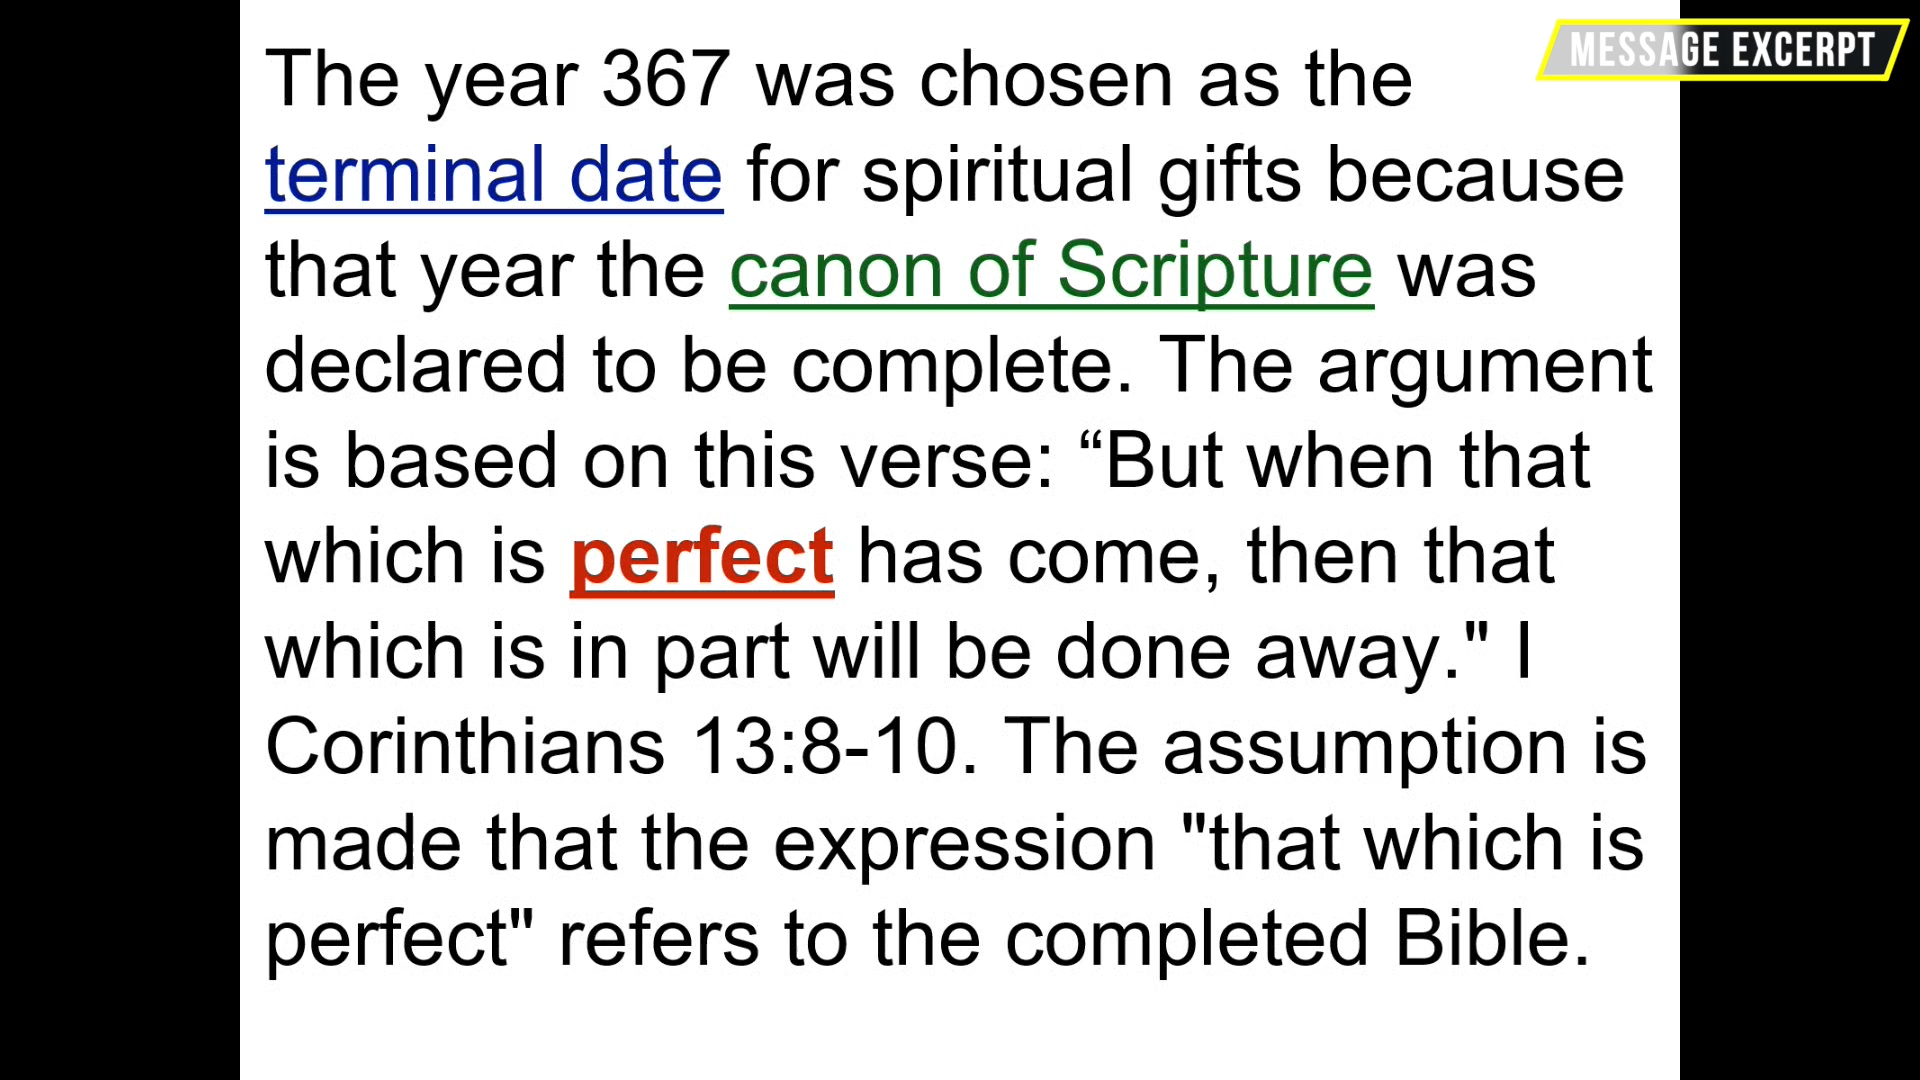 MESSAGE EXCERPT
The year 367 was chosen as the
terminal date for spiritual gifts because
that year the canon of Scripture was
declared to be complete. The argument
is based on this verse: “But when that
which is perfect has come, then that
which is in part will be done away." I
Corinthians 13:8-10. The assumption is
made that the expression "that which is
perfect" refers to the completed Bible.